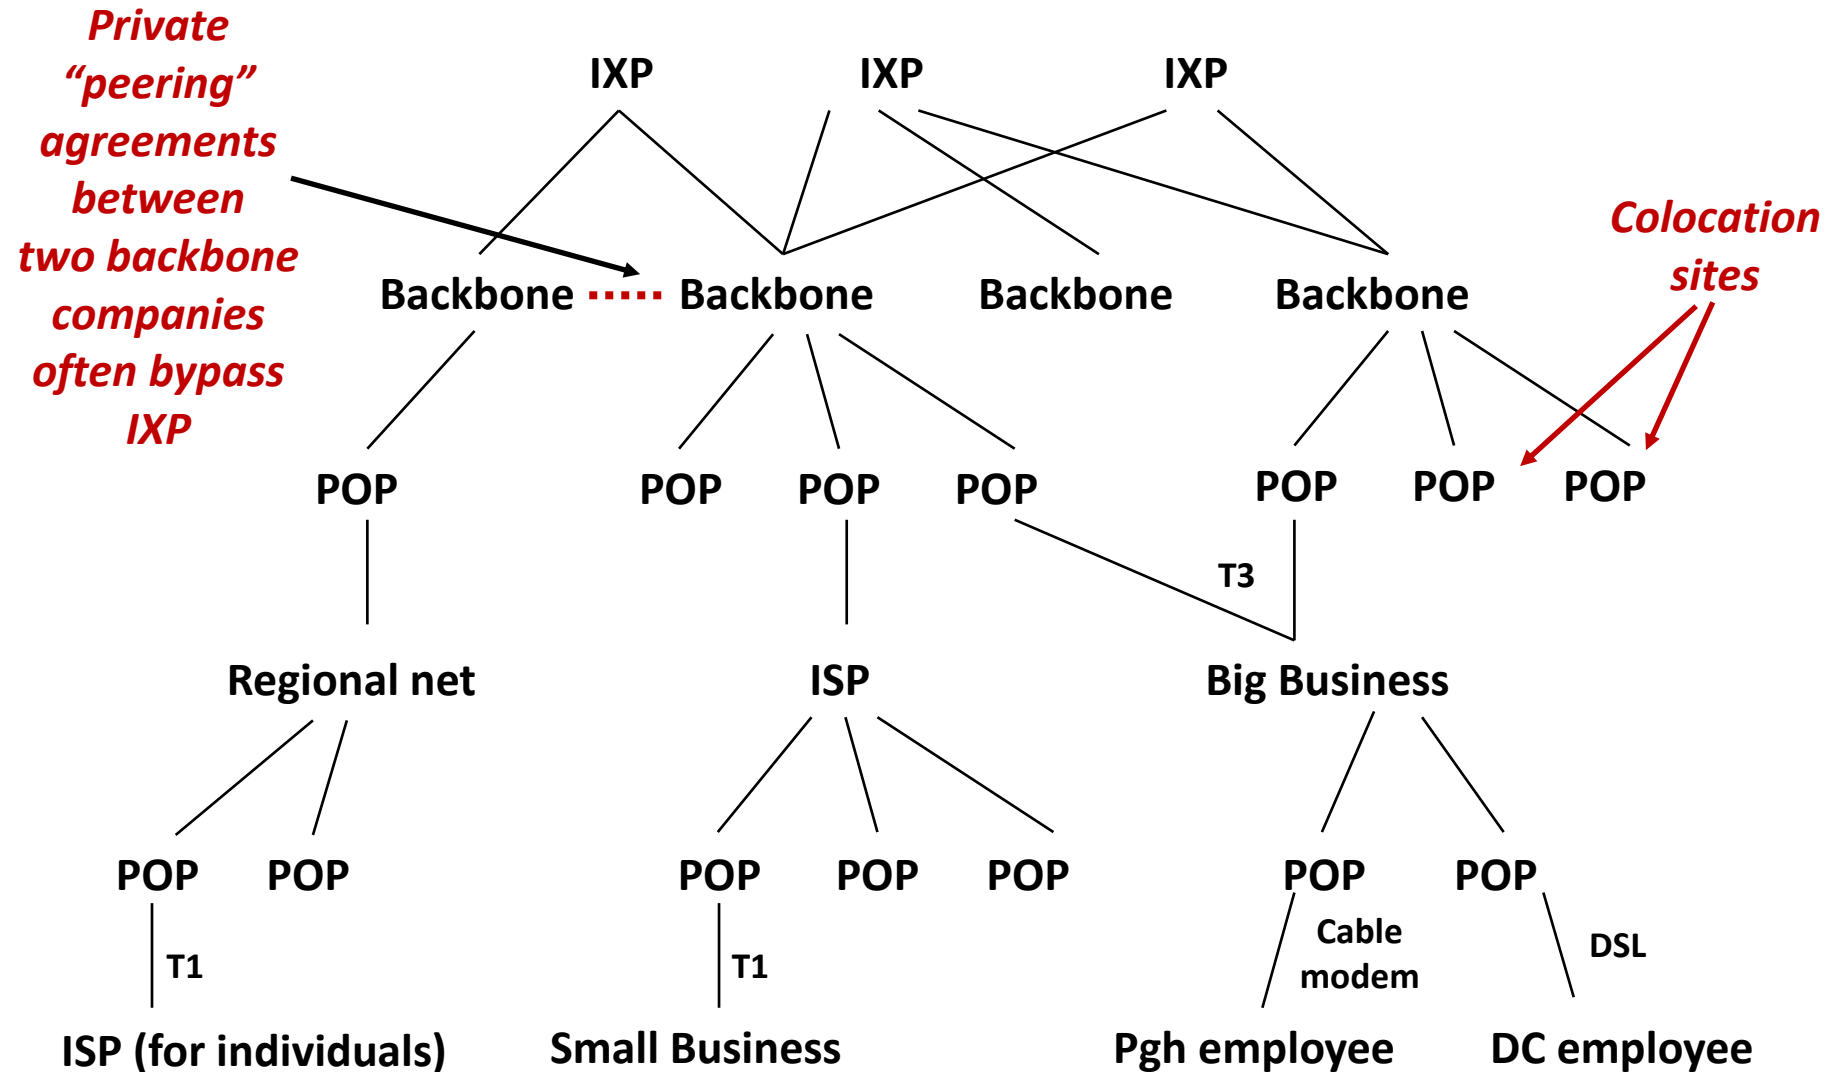 Private
“peering”
agreements
between
two backbone
companies
often bypass
IXP
IXP IXP IXP
Colocation
sites
Backbone Backbone Backbone Backbone
POP POP POP POP POP POP POP
T3
Regional net ISP Big Business
POP POP POP POP POP POP POP
T1 T1
Cable
modem
DSL
ISP (for individuals) Small Business Pgh employee DC employee